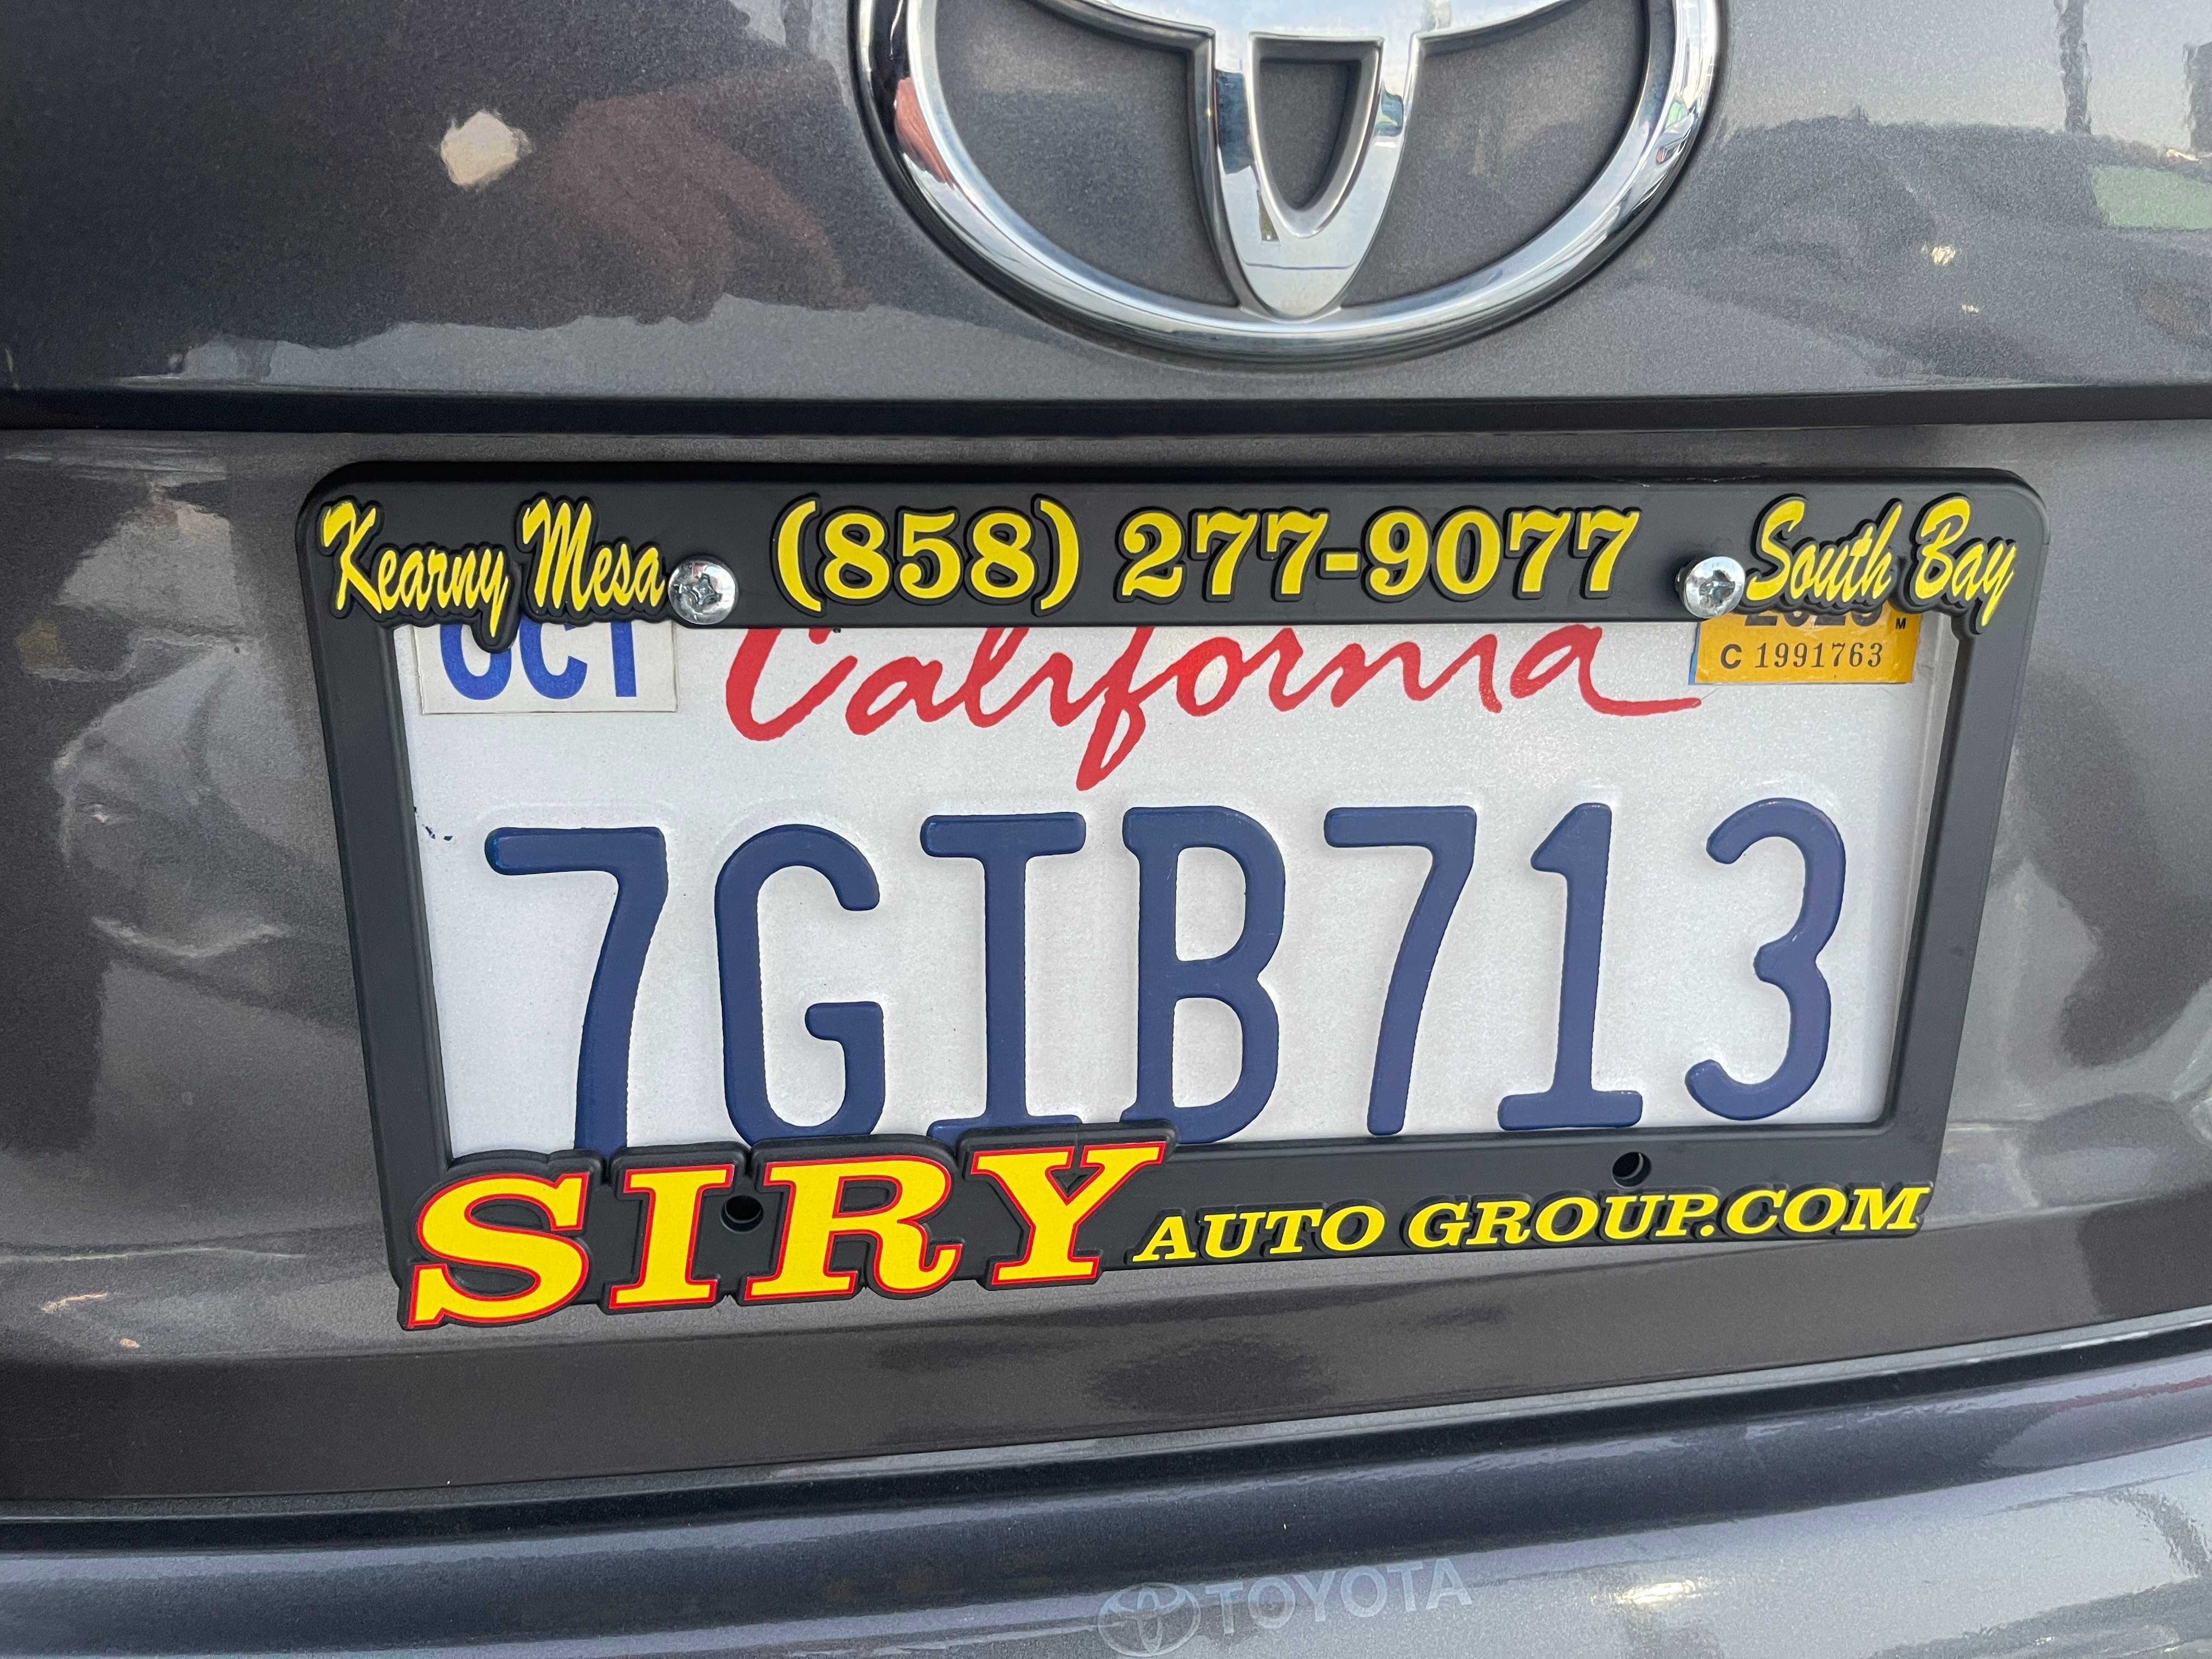 Kearny Mesa (858) 277-9077 South Bay
OCT California
C 1991763 M
7GIB713
SIRY AUTO GROUP.COM
TOYOTA